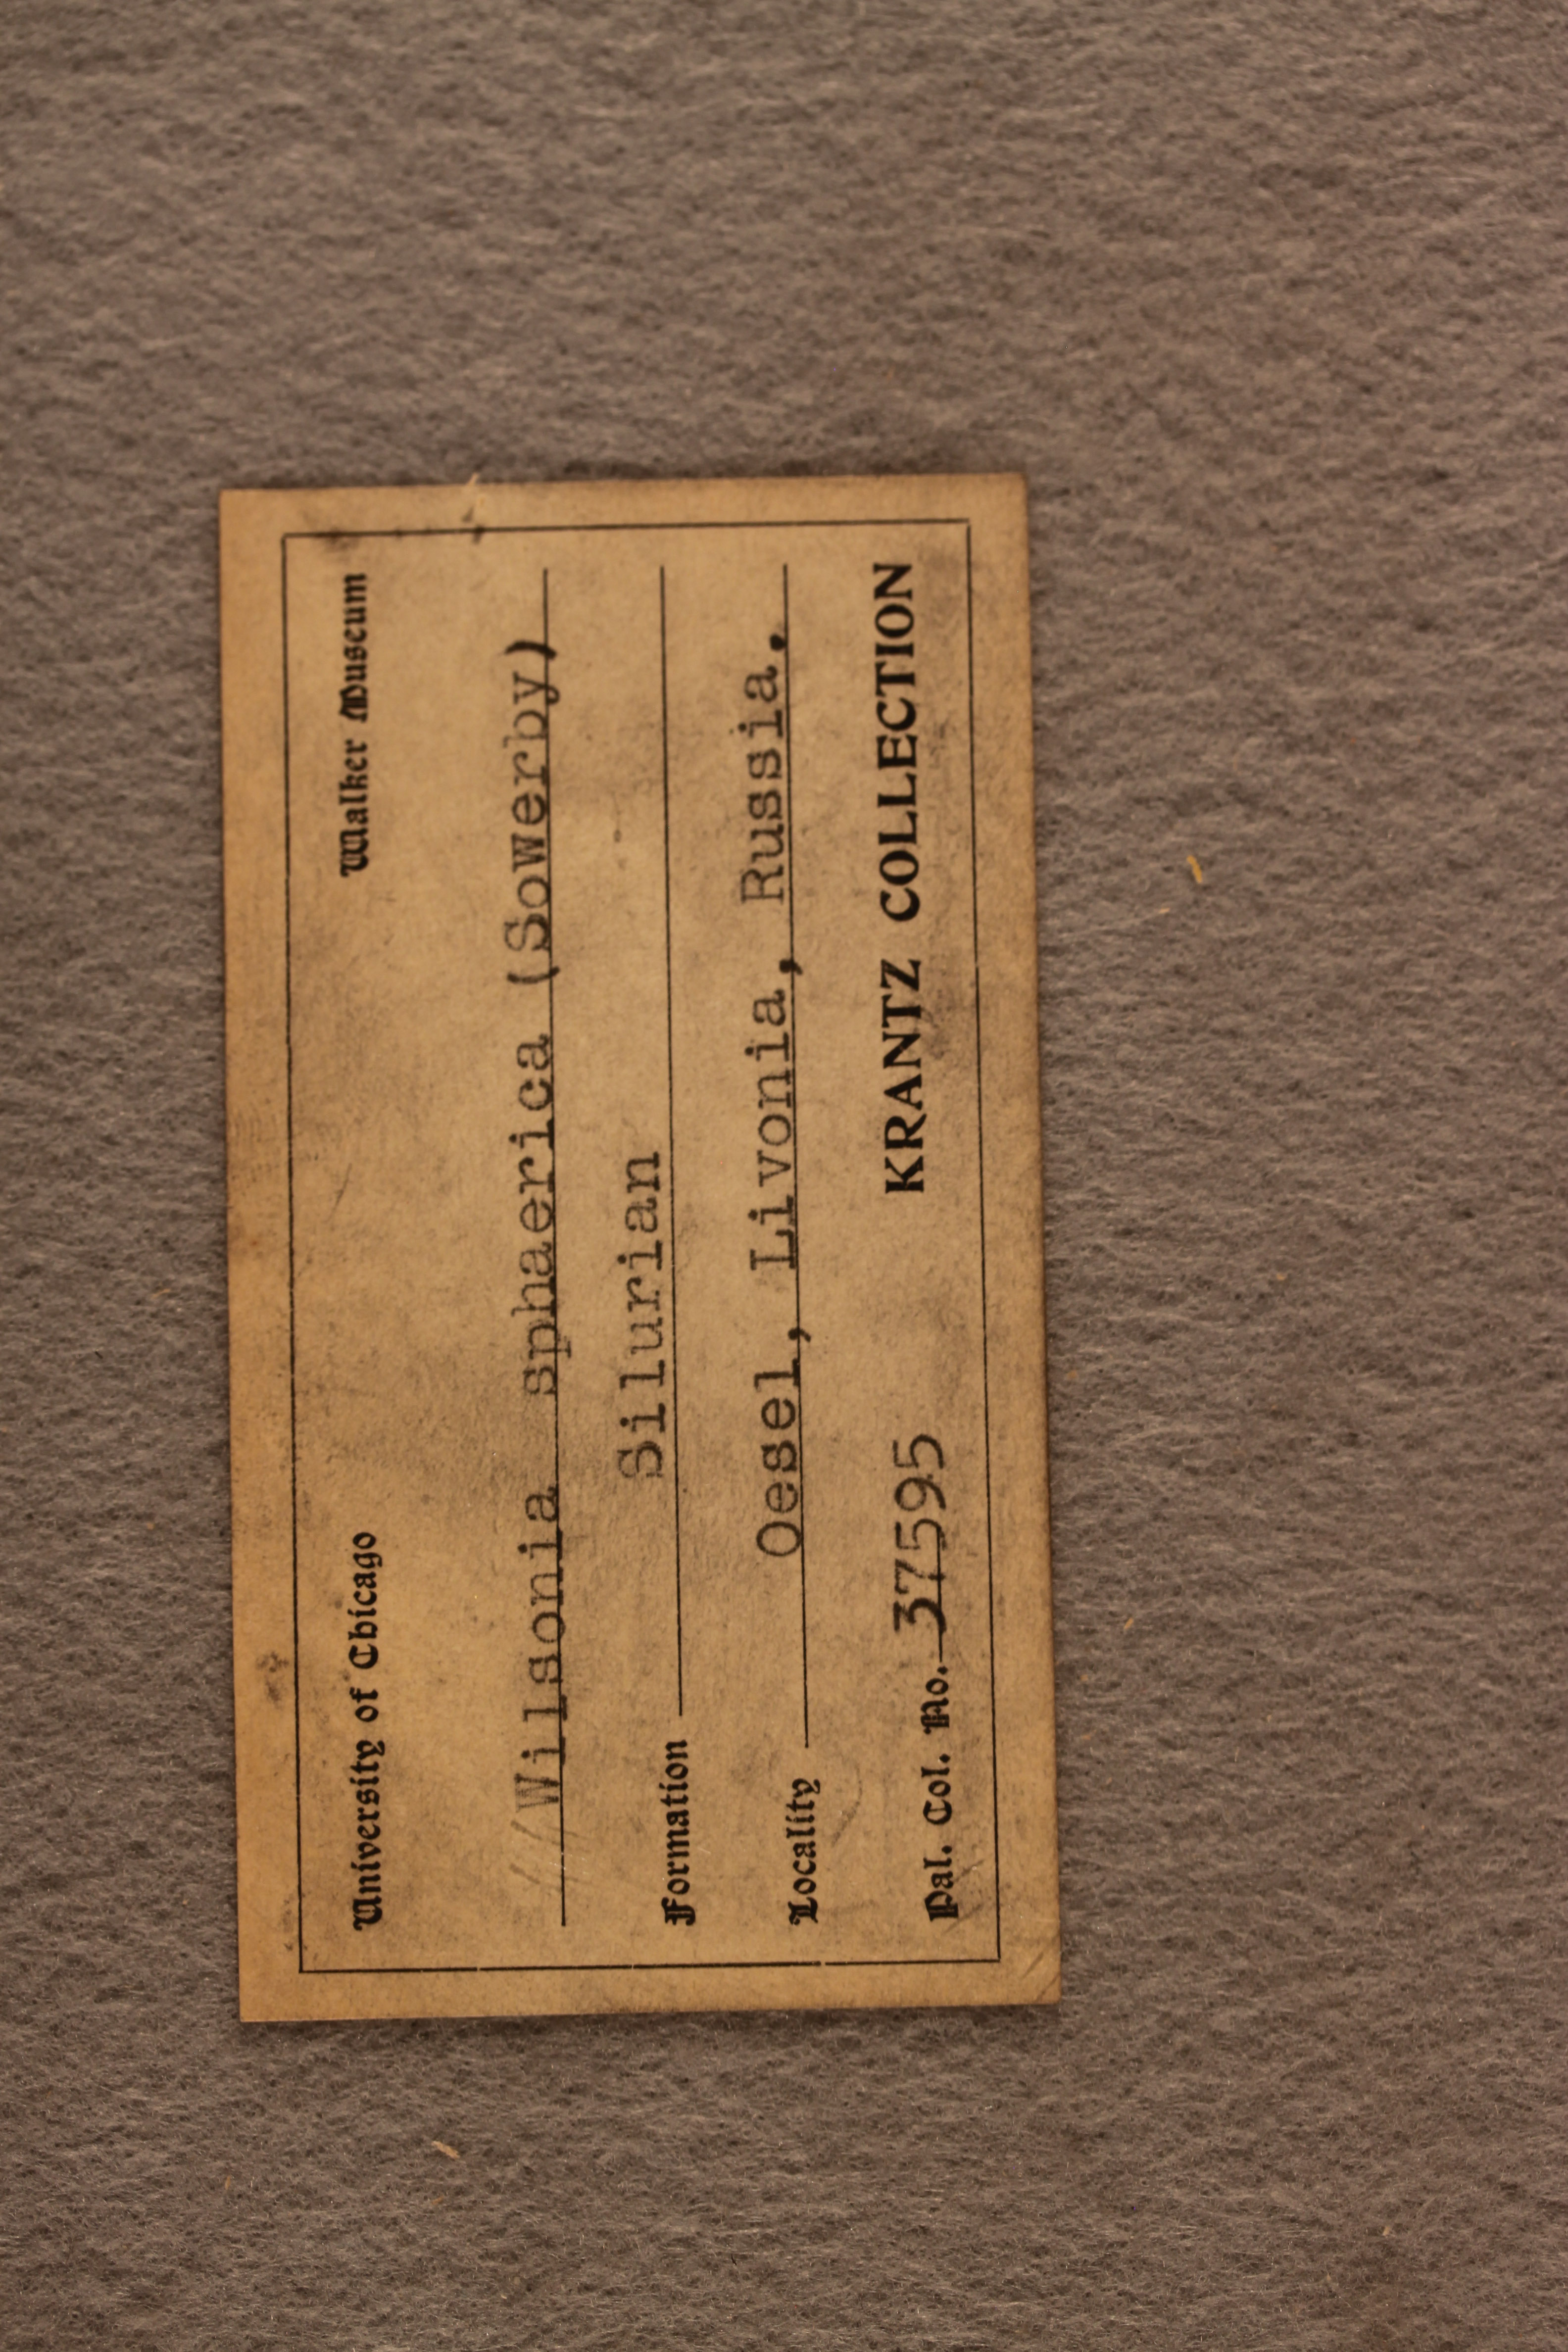 University of Chicago Walker Museum
Wilsonia sphaerica (Sowerby)
Formation Silurian
Locality Oesel, Livonia, Russia.
Pal. Col. No. 37595 KRANTZ COLLECTION